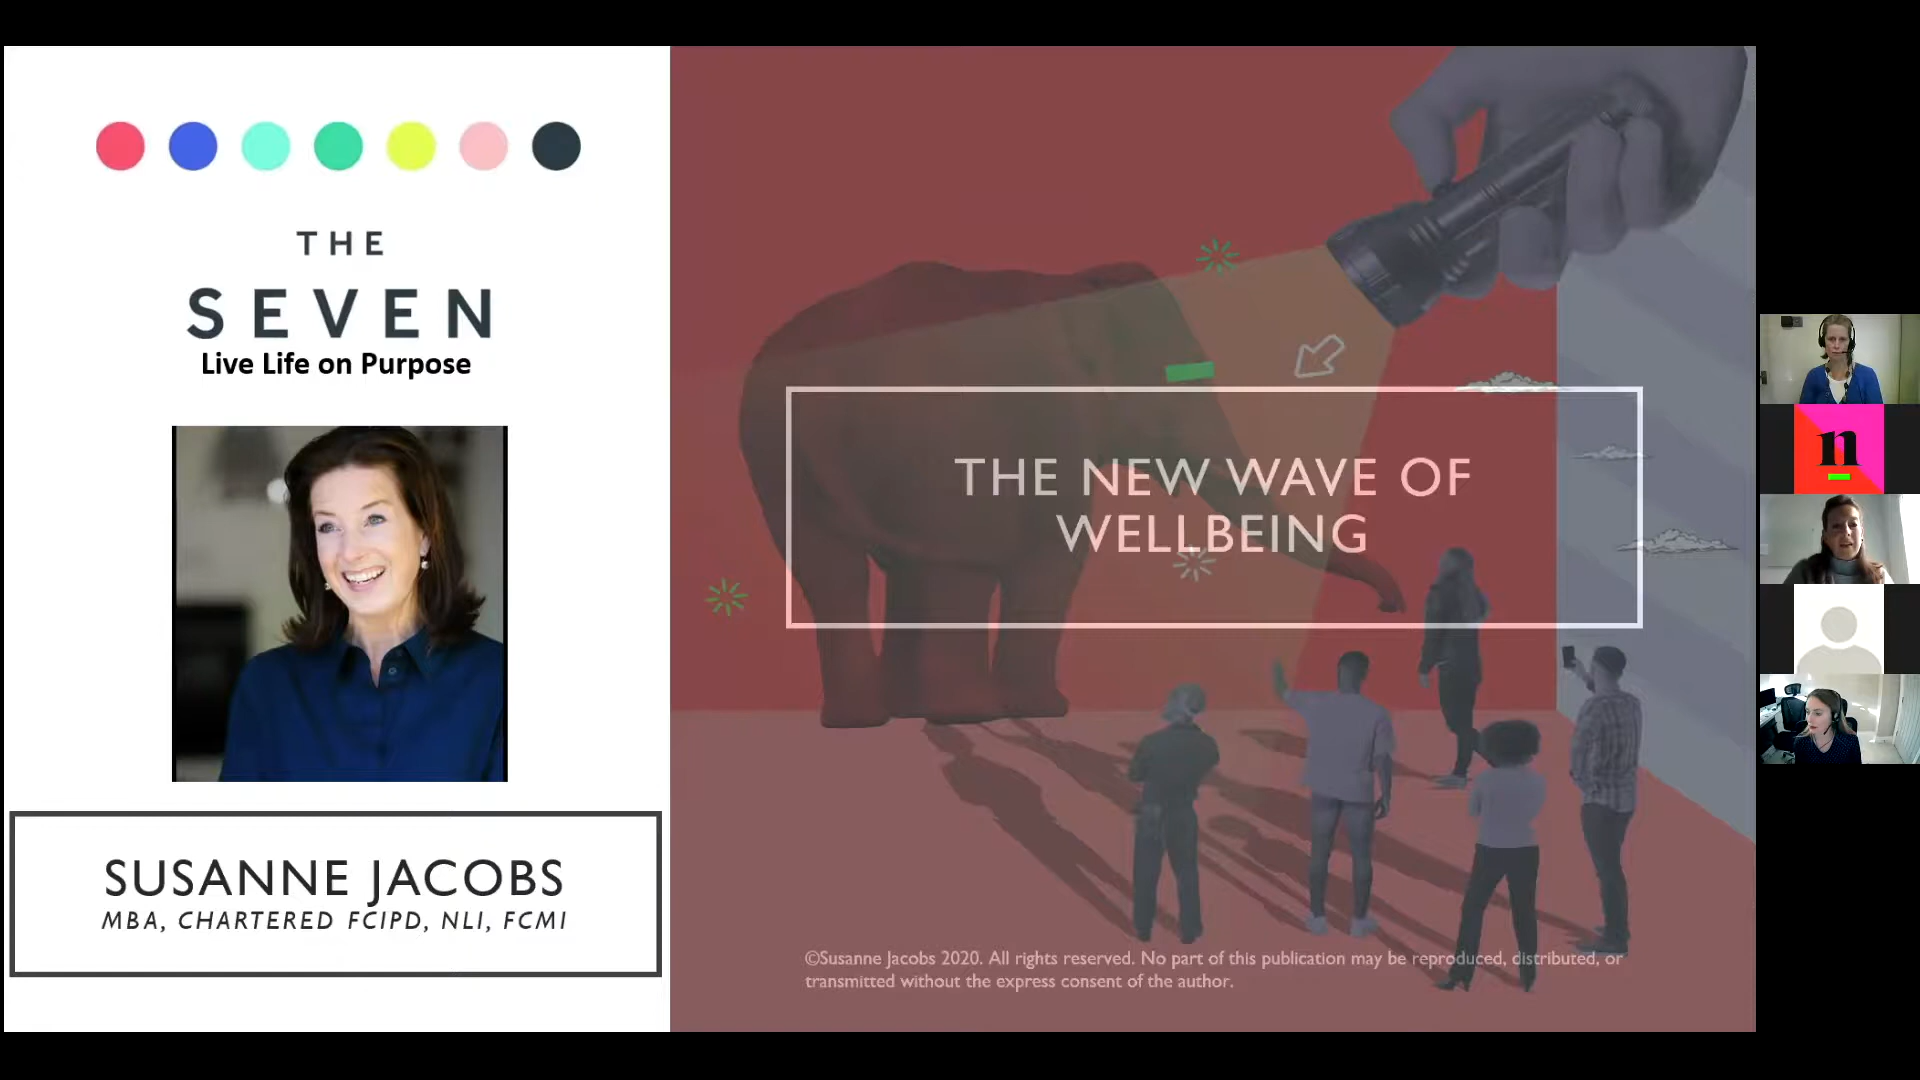 THE
SEVEN
Live Life on Purpose
SUSANNE JACOBS
MBA, CHARTERED FCIPD, NLI, FCMI
THE NEW WAVE OF
WELLBEING
©Susanne Jacobs 2020. All rights reserved. No part of this publication may be reproduced, distributed, or
transmitted without the express consent of the author.
n